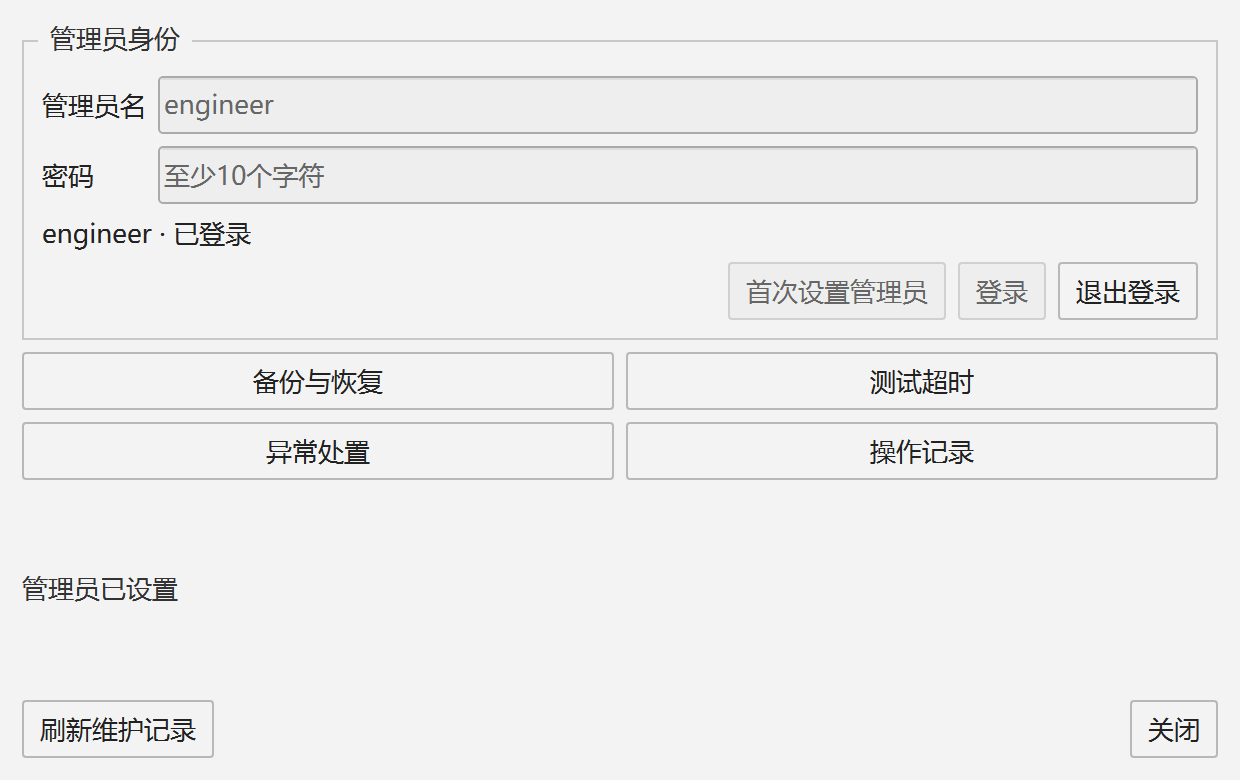 管理员身份
管理员名 engineer
密码 至少10个字符
engineer · 已登录
首次设置管理员 登录 退出登录
备份与恢复 测试超时
异常处置 操作记录
管理员已设置
刷新维护记录 关闭